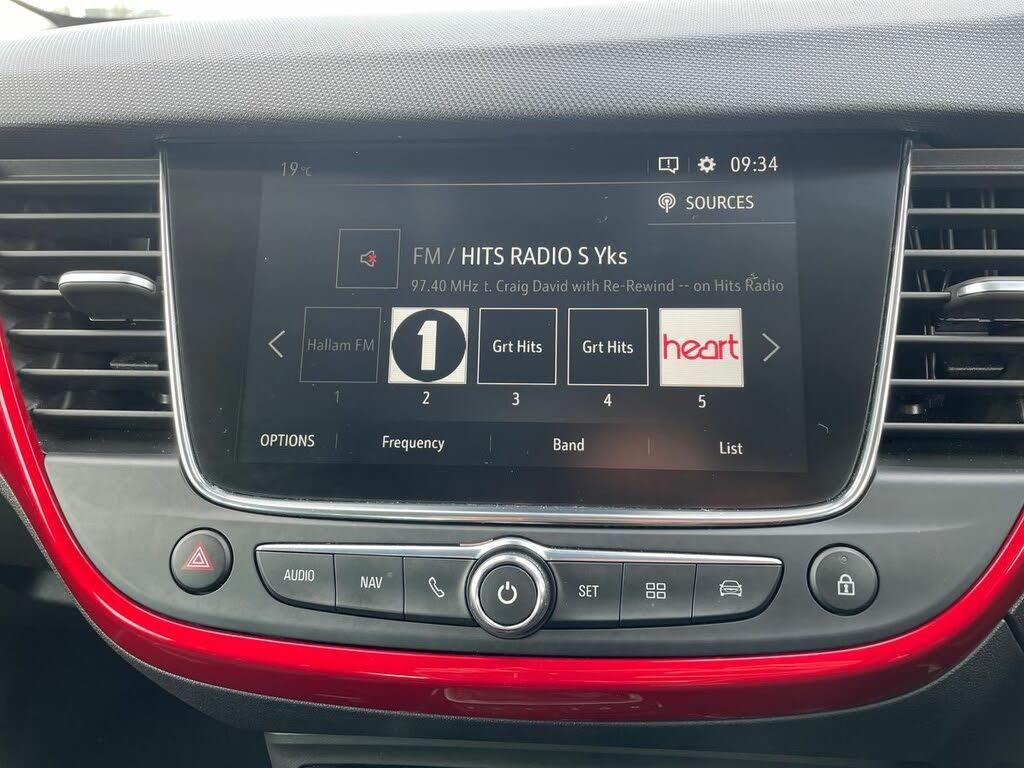 19°C 09:34
SOURCES
FM / HITS RADIO S Yks
97.40 MHz t. Craig David with Re-Rewind -- on Hits Radio
Hallam FM 1 Grt Hits Grt Hits heart
1 2 3 4 5
OPTIONS Frequency Band List
AUDIO NAV SET